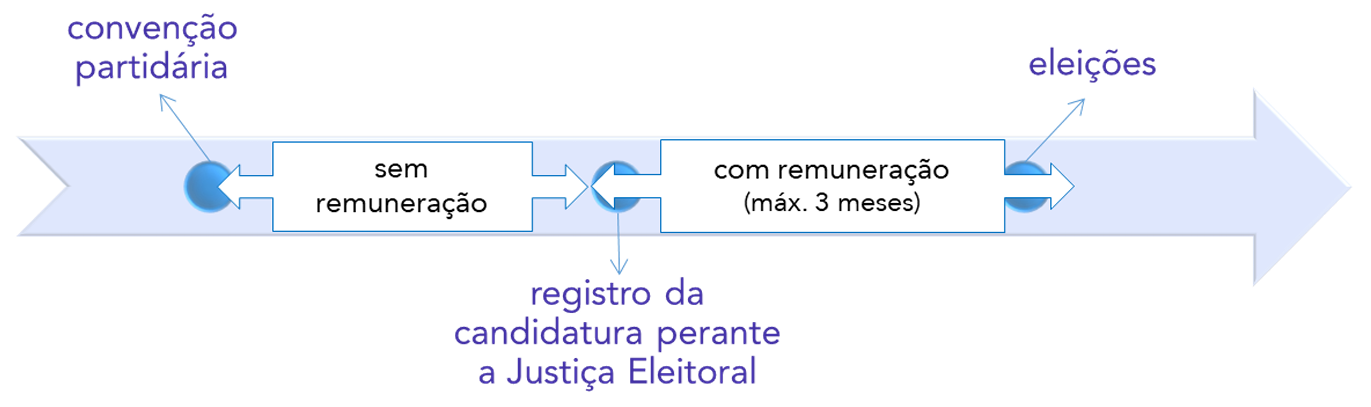 convenção
partidária
eleições
sem
remuneração
com remuneração
(máx. 3 meses)
registro da
candidatura perante
a Justiça Eleitoral